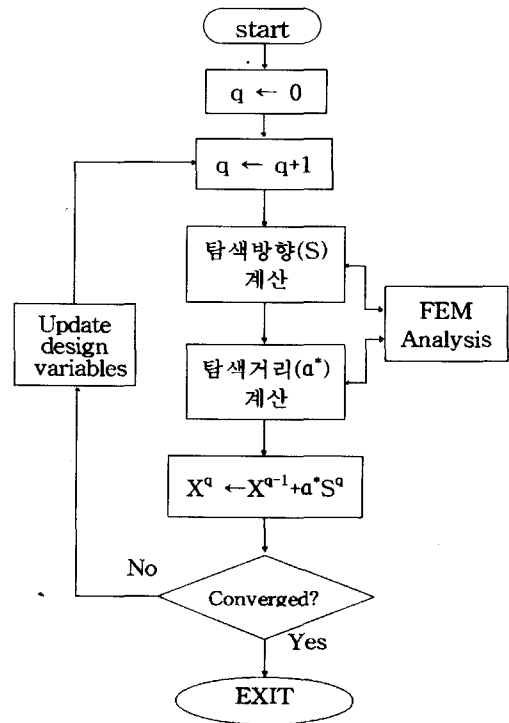 start
q ← 0
q ← q+1
탐색방향(S)
계산
FEM
Analysis
Update
design
variables
탐색거리(α*)
계산
X^q ←X^{q-1}+α*S^q
No
Converged?
Yes
EXIT